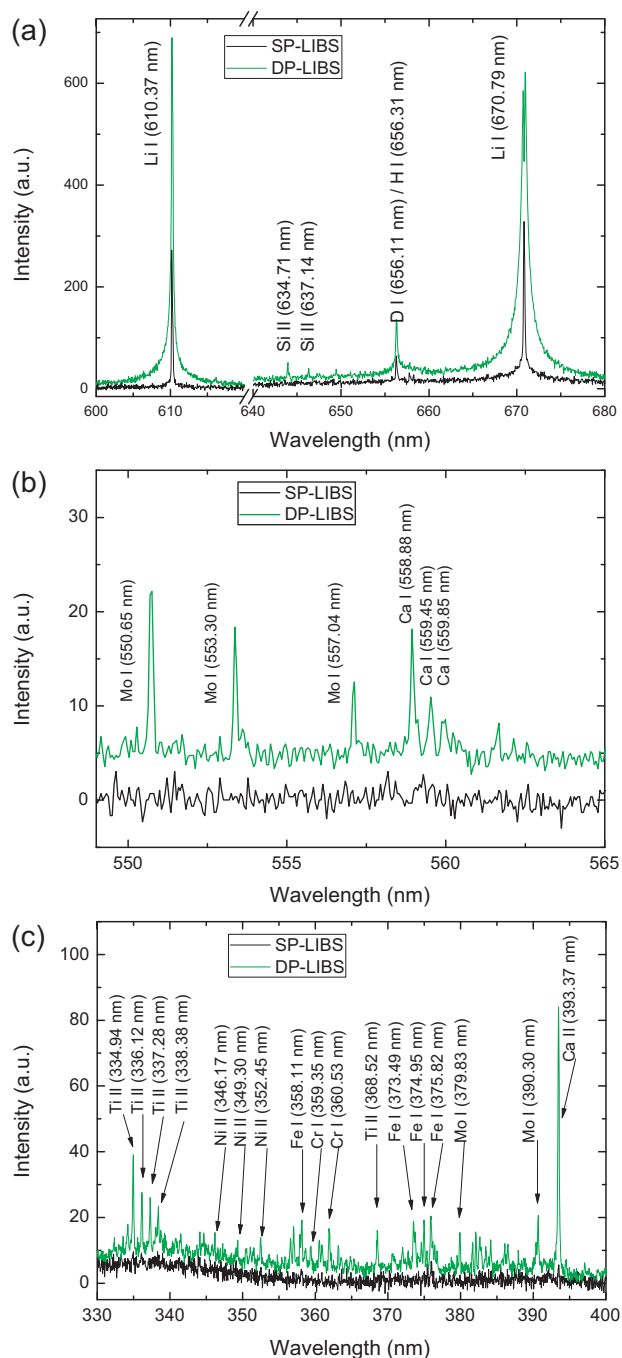 (a)
SP-LIBS
DP-LIBS
Li I (610.37 nm)
Si II (634.71 nm)
Si II (637.14 nm)
D I (656.11 nm) / H I (656.31 nm)
Li I (670.79 nm)
Intensity (a.u.)
600
400
200
0
600 610 640 650 660 670 680
Wavelength (nm)
(b)
SP-LIBS
DP-LIBS
Mo I (550.65 nm)
Mo I (553.30 nm)
Mo I (557.04 nm)
Ca I (558.88 nm)
Ca I (559.45 nm)
Ca I (559.85 nm)
Intensity (a.u.)
30
20
10
0
550 555 560 565
Wavelength (nm)
(c)
SP-LIBS
DP-LIBS
Ti II (334.94 nm)
Ti II (336.12 nm)
Ti II (337.28 nm)
Ti II (338.38 nm)
Ni II (346.17 nm)
Ni II (349.30 nm)
Ni II (352.45 nm)
Fe I (358.11 nm)
Cr I (359.35 nm)
Cr I (360.53 nm)
Ti II (368.52 nm)
Fe I (373.49 nm)
Fe I (374.95 nm)
Fe I (375.82 nm)
Mo I (379.83 nm)
Mo I (390.30 nm)
Ca II (393.37 nm)
Intensity (a.u.)
100
80
60
40
20
0
330 340 350 360 370 380 390 400
Wavelength (nm)